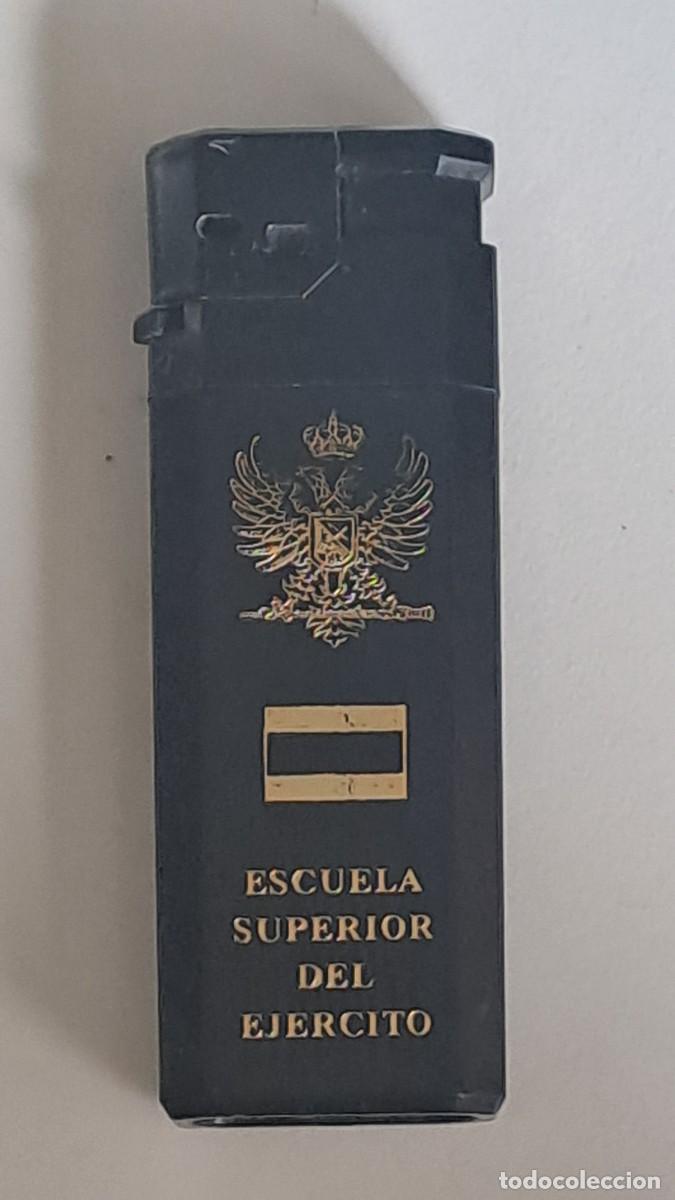 ESCUELA
SUPERIOR
DEL
EJERCITO
todocoleccion